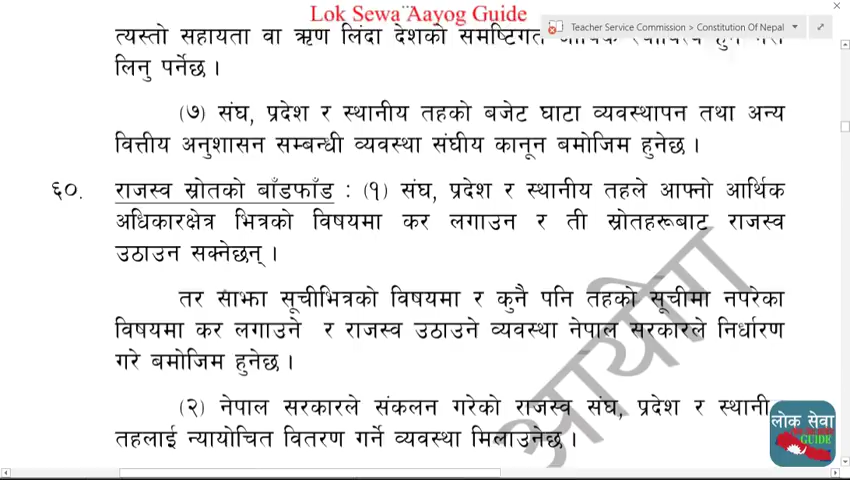 Lok Sewa Aayog Guide
Teacher Service Commission > Constitution Of Nepal
त्यस्तो सहायता वा ऋण लिंदा देशको समष्टिगत
लिनु पर्नेछ ।
(७) संघ, प्रदेश र स्थानीय तहको बजेट घाटा व्यवस्थापन तथा अन्य
वित्तीय अनुशासन सम्बन्धी व्यवस्था संघीय कानून बमोजिम हुनेछ ।
६०. राजस्व स्रोतको बाँडफाँड : (१) संघ, प्रदेश र स्थानीय तहले आफ्नो आर्थिक
अधिकारक्षेत्र भित्रको विषयमा कर लगाउन र ती स्रोतहरूबाट राजस्व
उठाउन सक्नेछन् ।
तर साझा सूचीभित्रको विषयमा र कुनै पनि तहको सूचीमा नपरेका
विषयमा कर लगाउने र राजस्व उठाउने व्यवस्था नेपाल सरकारले निर्धारण
गरे बमोजिम हुनेछ ।
(२) नेपाल सरकारले संकलन गरेको राजस्व संघ, प्रदेश र
तहलाई न्यायोचित वितरण गर्ने व्यवस्था मिलाउनेछ ।
आयोग
लोक सेवा
GUIDE